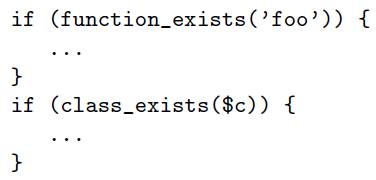 if (function_exists(’foo’)) {
   ...
}
if (class_exists($c)) {
   ...
}